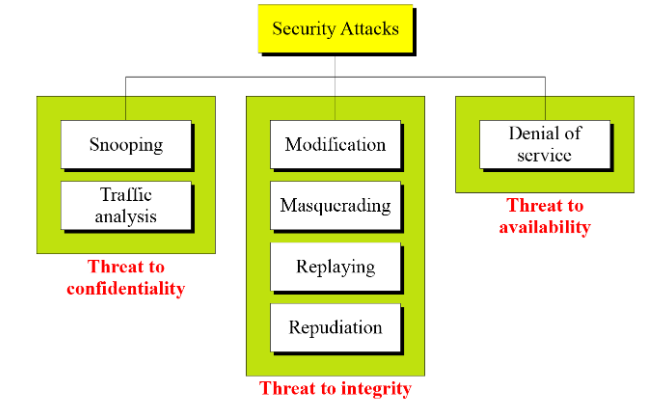 Security Attacks
Snooping
Traffic
analysis
Threat to
confidentiality
Modification
Masquerading
Replaying
Repudiation
Threat to integrity
Denial of
service
Threat to
availability